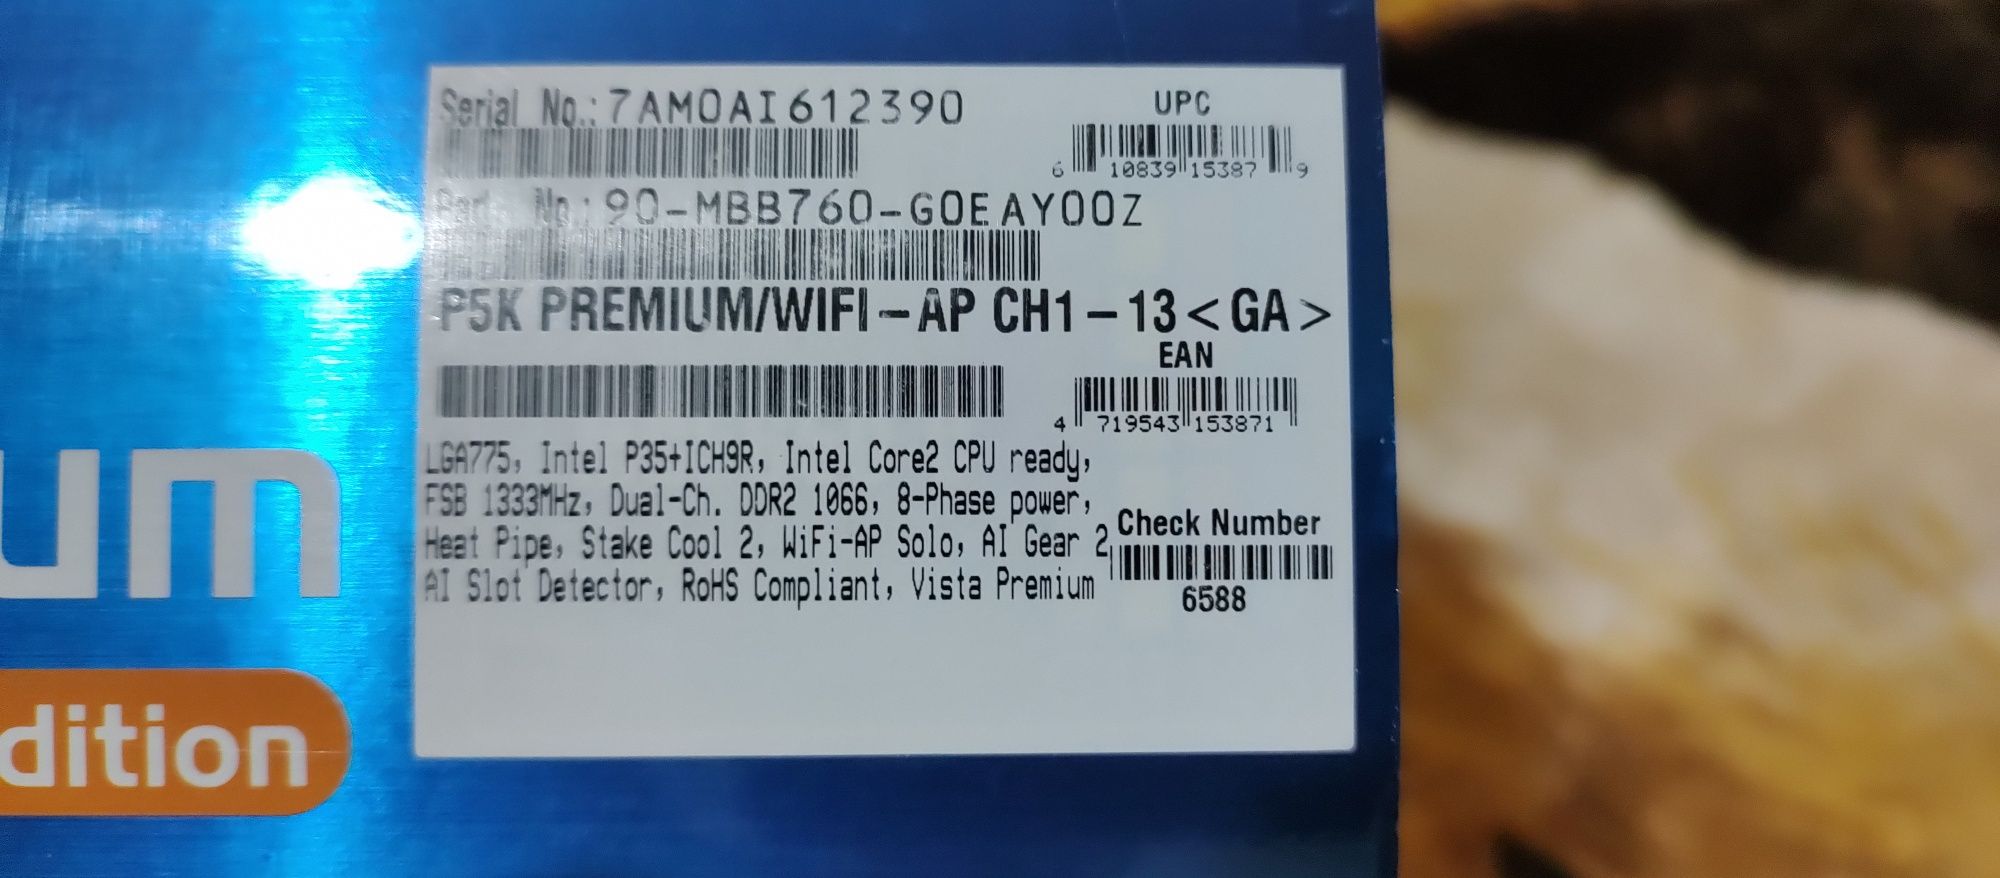 Serial No.: 7AM0AI612390
UPC
6 10839 15387 9
Part No.: 90-MBB760-G0EAY00Z
P5K PREMIUM/WIFI-AP CH1-13<GA>
EAN
4 719543 153871
LGA775, Intel P35+ICH9R, Intel Core2 CPU ready,
FSB 1333MHz, Dual-Ch. DDR2 1066, 8-Phase power,
Heat Pipe, Stake Cool 2, WiFi-AP Solo, AI Gear 2
AI Slot Detector, RoHS Compliant, Vista Premium
Check Number
6588
um
dition